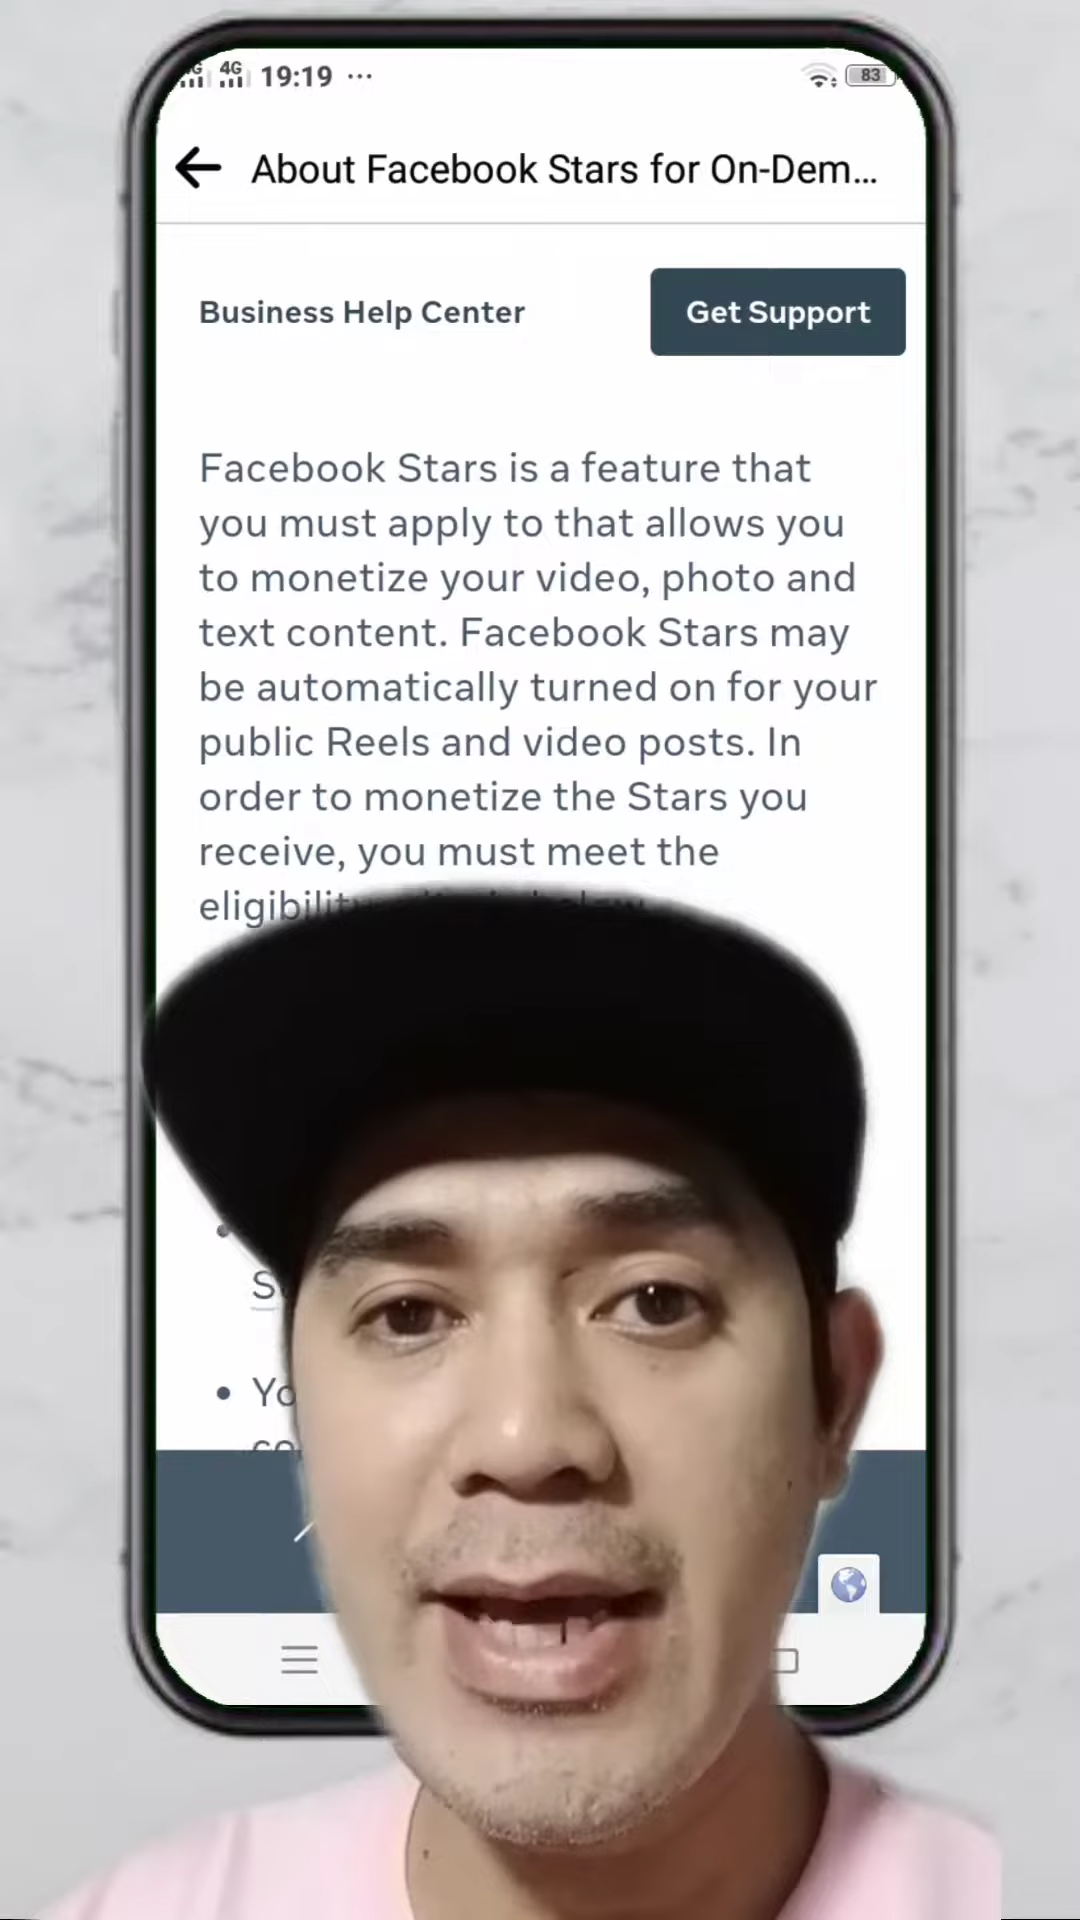 4G 19:19 ...
83
About Facebook Stars for On-Dem...
Business Help Center
Get Support
Facebook Stars is a feature that
you must apply to that allows you
to monetize your video, photo and
text content. Facebook Stars may
be automatically turned on for your
public Reels and video posts. In
order to monetize the Stars you
receive, you must meet the